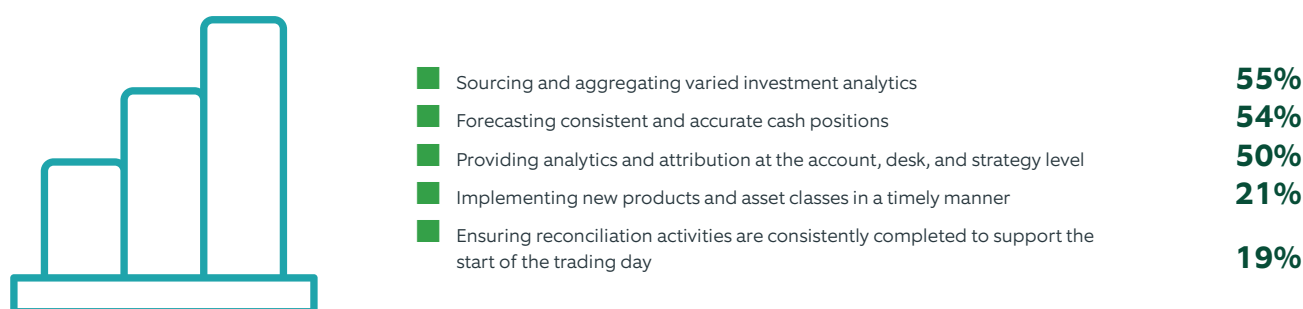 Sourcing and aggregating varied investment analytics 55%
Forecasting consistent and accurate cash positions 54%
Providing analytics and attribution at the account, desk, and strategy level 50%
Implementing new products and asset classes in a timely manner 21%
Ensuring reconciliation activities are consistently completed to support the
start of the trading day 19%